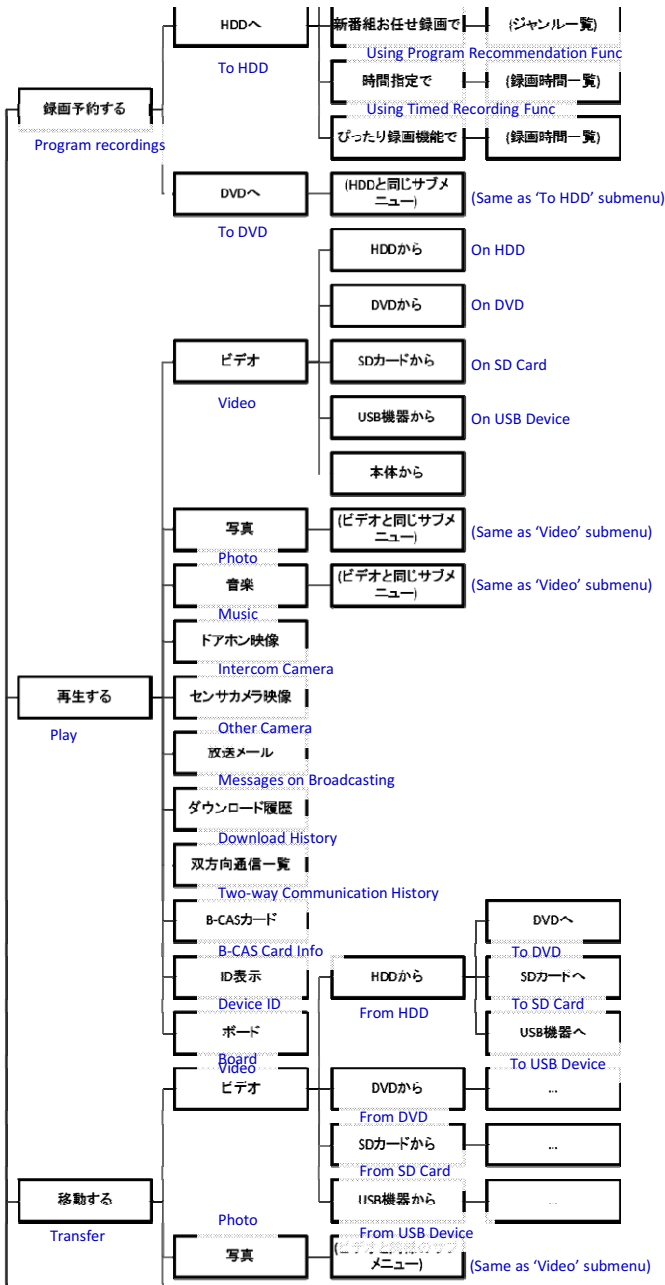 HDDへ
新番組お任せ録画で
(ジャンル一覧)
Using Program Recommendation Func
To HDD
時間指定で
(録画時間一覧)
録画予約する
Using Timed Recording Func
Program recordings
ぴったり録画機能で
(録画時間一覧)
DVDへ
(HDDと同じサブメ
ニュー)
(Same as ‘To HDD’ submenu)
To DVD
HDDから
On HDD
DVDから
On DVD
ビデオ
SDカードから
On SD Card
Video
USB機器から
On USB Device
本体から
写真
(ビデオと同じサブメ
ニュー)
(Same as ‘Video’ submenu)
Photo
音楽
(ビデオと同じサブメ
ニュー)
(Same as ‘Video’ submenu)
Music
ドアホン映像
Intercom Camera
再生する
センサカメラ映像
Play
Other Camera
放送メール
Messages on Broadcasting
ダウンロード履歴
Download History
双方向通信一覧
Two-way Communication History
B-CASカード
DVDへ
B-CAS Card Info
To DVD
ID表示
HDDから
SDカードへ
Device ID
From HDD
To SD Card
ボード
USB機器へ
Board
Video
To USB Device
ビデオ
DVDから
...
From DVD
SDカードから
...
From SD Card
移動する
USB機器から
...
Transfer
Photo
From USB Device
写真
メニュー)
(Same as ‘Video’ submenu)